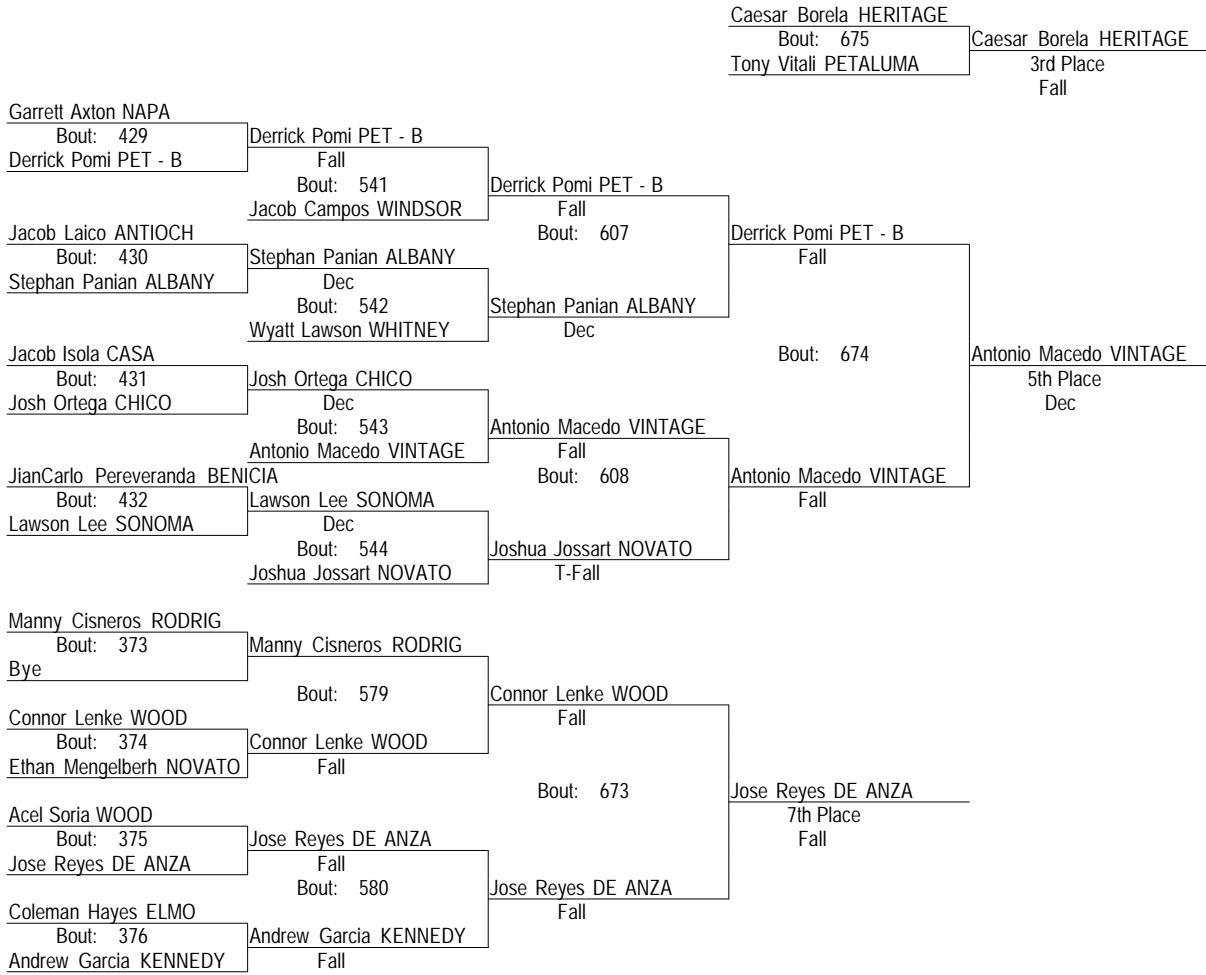 Caesar Borela HERITAGE
Bout: 675
Caesar Borela HERITAGE
Tony Vitali PETALUMA
3rd Place
Fall
Garrett Axton NAPA
Bout: 429
Derrick Pomi PET - B
Derrick Pomi PET - B
Fall
Bout: 541
Derrick Pomi PET - B
Jacob Campos WINDSOR
Fall
Jacob Laico ANTIOCH
Bout: 607
Derrick Pomi PET - B
Bout: 430
Stephan Panian ALBANY
Fall
Stephan Panian ALBANY
Dec
Bout: 542
Stephan Panian ALBANY
Wyatt Lawson WHITNEY
Dec
Jacob Isola CASA
Bout: 674
Antonio Macedo VINTAGE
Bout: 431
Josh Ortega CHICO
5th Place
Josh Ortega CHICO
Dec
Dec
Bout: 543
Antonio Macedo VINTAGE
Antonio Macedo VINTAGE
Fall
JianCarlo Pereveranda BENICIA
Bout: 608
Antonio Macedo VINTAGE
Bout: 432
Lawson Lee SONOMA
Fall
Lawson Lee SONOMA
Dec
Bout: 544
Joshua Jossart NOVATO
Joshua Jossart NOVATO
T-Fall
Manny Cisneros RODRIG
Bout: 373
Manny Cisneros RODRIG
Bye
Bout: 579
Connor Lenke WOOD
Connor Lenke WOOD
Fall
Bout: 374
Connor Lenke WOOD
Ethan Mengelberh NOVATO
Fall
Bout: 673
Jose Reyes DE ANZA
Acel Soria WOOD
7th Place
Bout: 375
Jose Reyes DE ANZA
Fall
Jose Reyes DE ANZA
Fall
Bout: 580
Jose Reyes DE ANZA
Coleman Hayes ELMO
Fall
Bout: 376
Andrew Garcia KENNEDY
Andrew Garcia KENNEDY
Fall